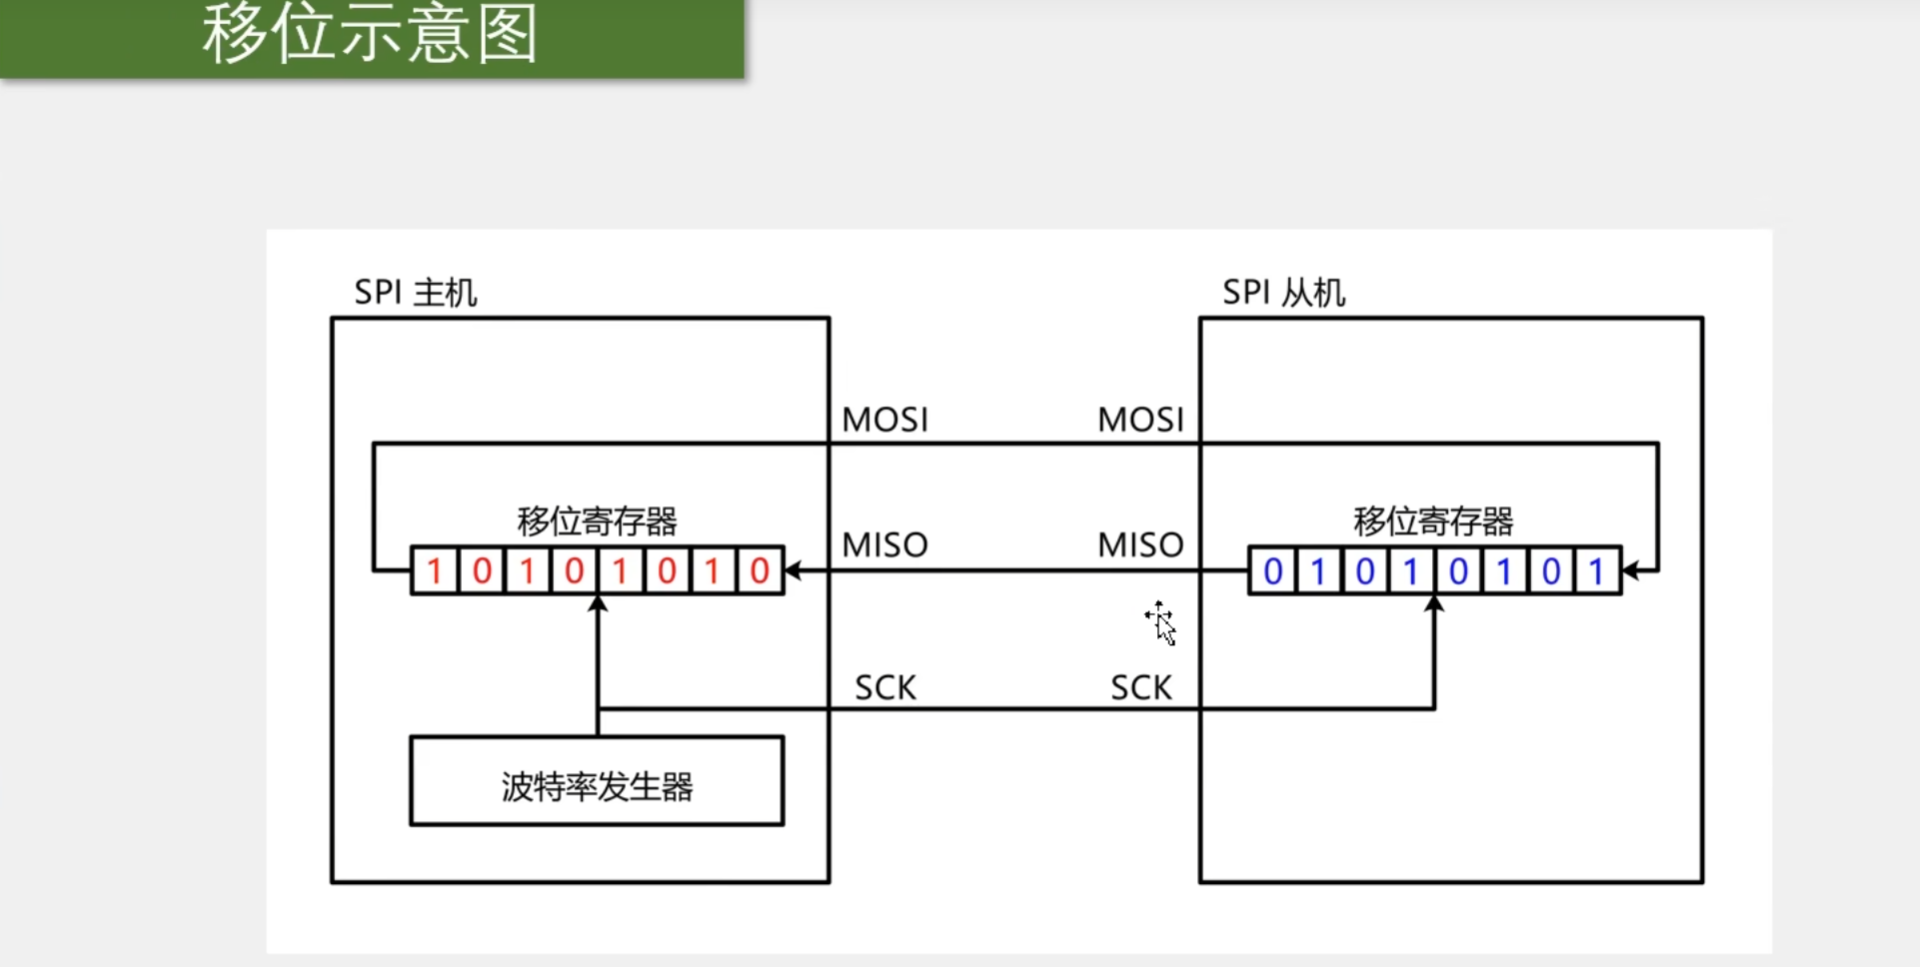 移位示意图
SPI 主机
SPI 从机
MOSI
MOSI
移位寄存器
移位寄存器
MISO
MISO
1 0 1 0 1 0 1 0
0 1 0 1 0 1 0 1
SCK
SCK
波特率发生器